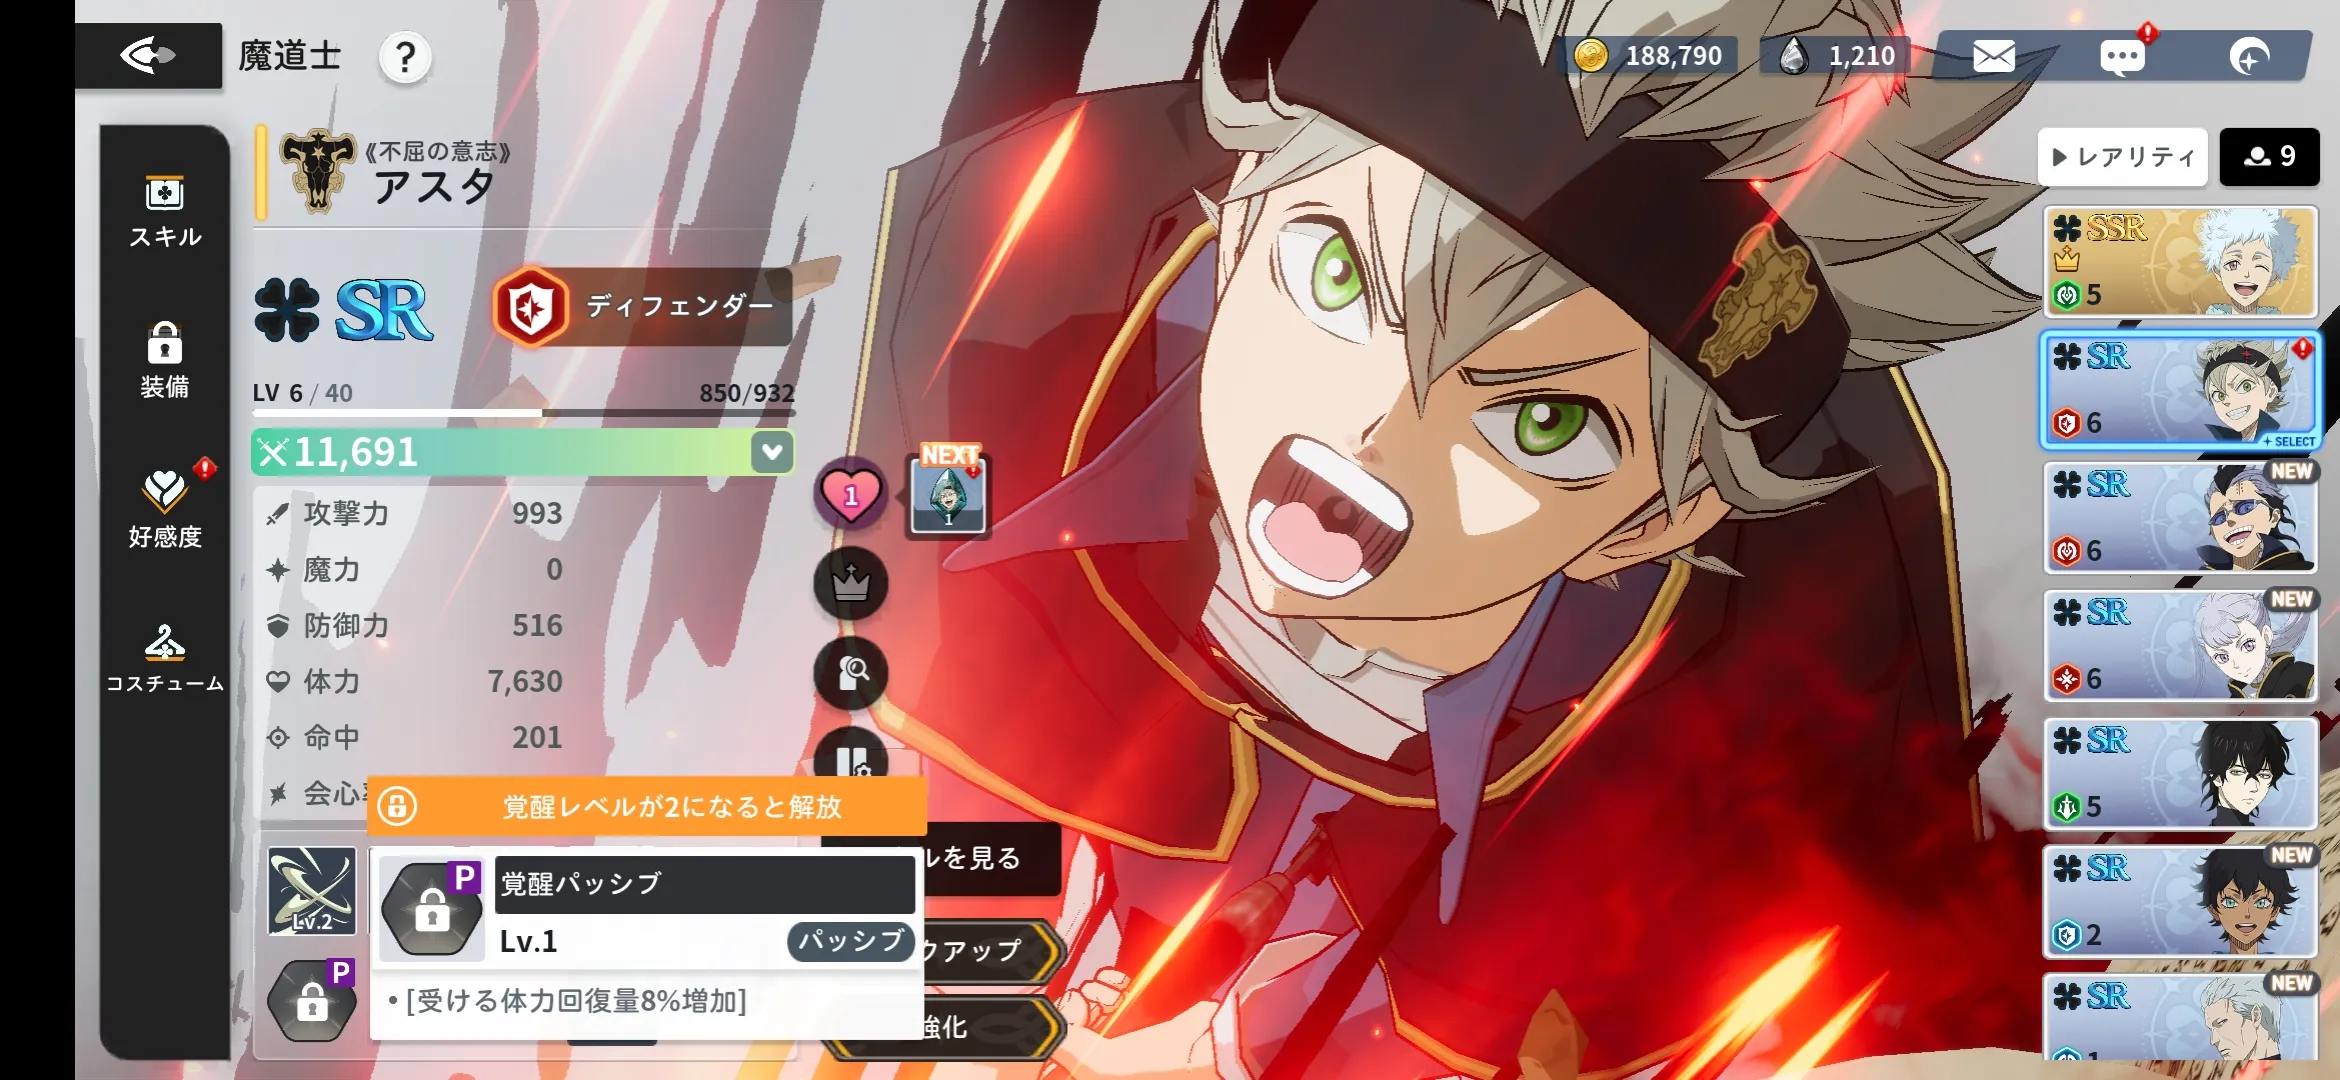 魔道士
?
188,790
1,210
スキル
装備
好感度
コスチューム
《不屈の意志》
アスタ
SR
ディフェンダー
LV 6 / 40
850/932
11,691
攻撃力 993
魔力 0
防御力 516
体力 7,630
命中 201
会心
1
NEXT
1
覚醒レベルが2になると解放
P
覚醒パッシブ
Lv.1
パッシブ
・[受ける体力回復量8%増加]
Lv.2
P
ルを見る
クアップ
強化
レアリティ
9
SSR
5
SR
6
SELECT
NEW
SR
6
NEW
SR
6
SR
5
NEW
SR
2
NEW
SR
1